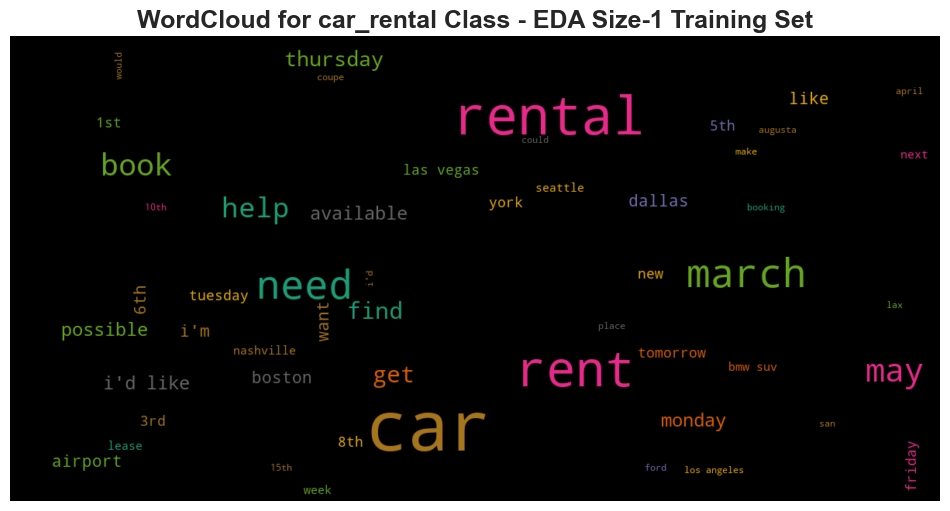 WordCloud for car_rental Class - EDA Size-1 Training Set
would
thursday
coupe
rental
like
april
1st
5th
augusta
could
make
next
book
las vegas
seattle
10th
help
available
york
dallas
booking
need
i'd
new
march
6th
tuesday
find
want
lax
possible
i'm
place
nashville
tomorrow
i'd like
boston
get
rent
bmw suv
may
3rd
car
monday
san
lease
8th
airport
15th
ford
los angeles
friday
week